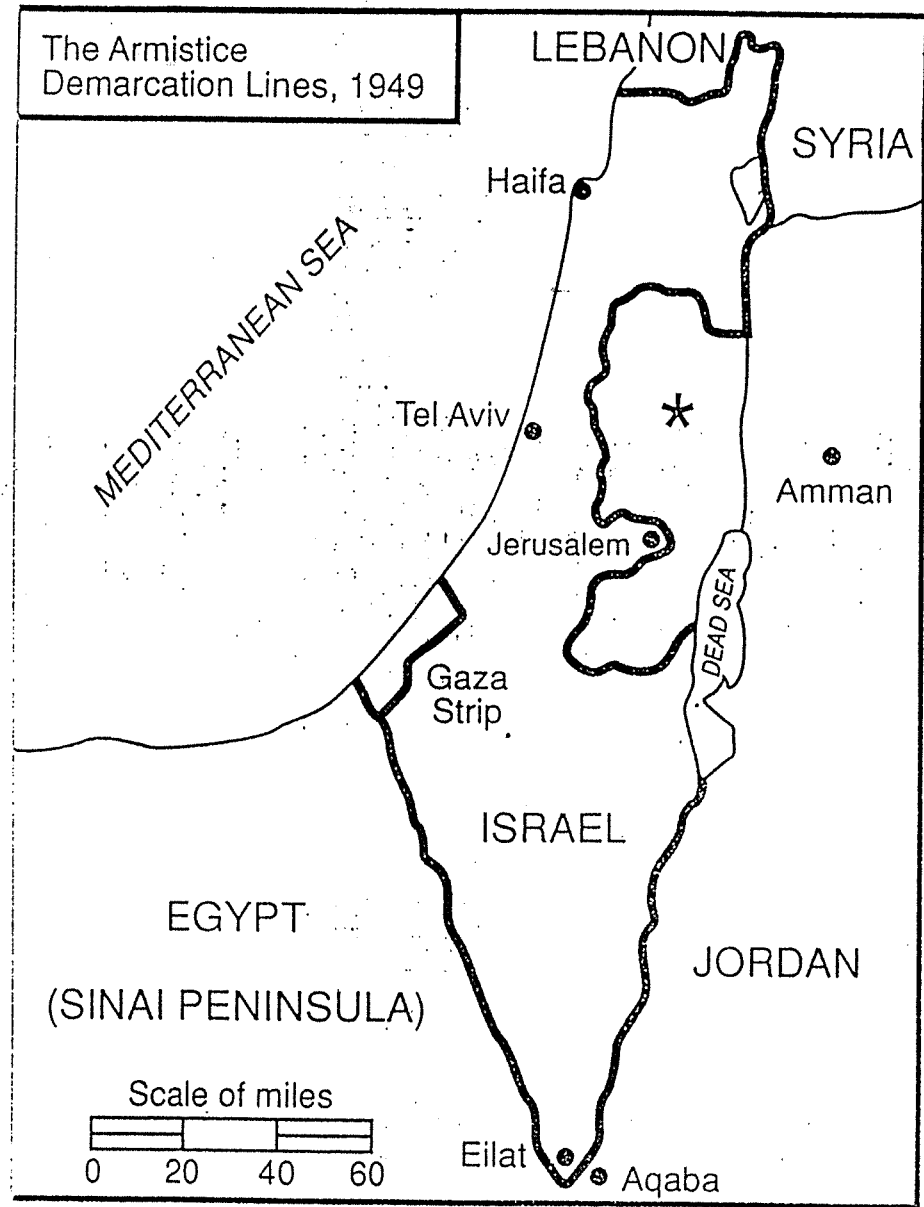 The Armistice
Demarcation Lines, 1949
LEBANON
SYRIA
Haifa
MEDITERRANEAN SEA
Tel Aviv
*
Amman
Jerusalem
DEAD SEA
Gaza
Strip
ISRAEL
EGYPT
JORDAN
(SINAI PENINSULA)
Scale of miles
0 20 40 60
Eilat
Aqaba